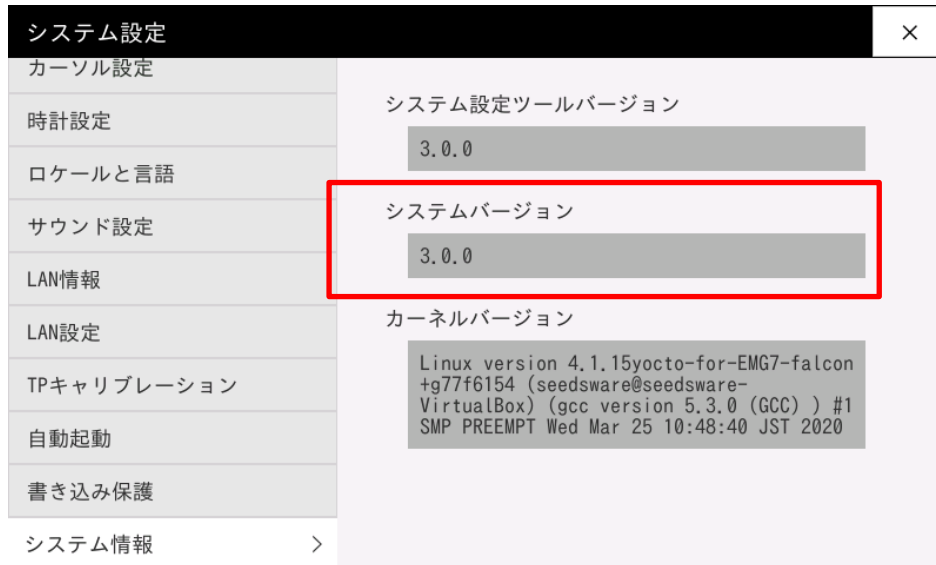 システム設定
×
カーソル設定
時計設定
ロケールと言語
サウンド設定
LAN情報
LAN設定
TPキャリブレーション
自動起動
書き込み保護
システム情報 >
システム設定ツールバージョン
3.0.0
システムバージョン
3.0.0
カーネルバージョン
Linux version 4.1.15yocto-for-EMG7-falcon
+g77f6154 (seedsware@seedsware-
VirtualBox) (gcc version 5.3.0 (GCC) ) #1
SMP PREEMPT Wed Mar 25 10:48:40 JST 2020